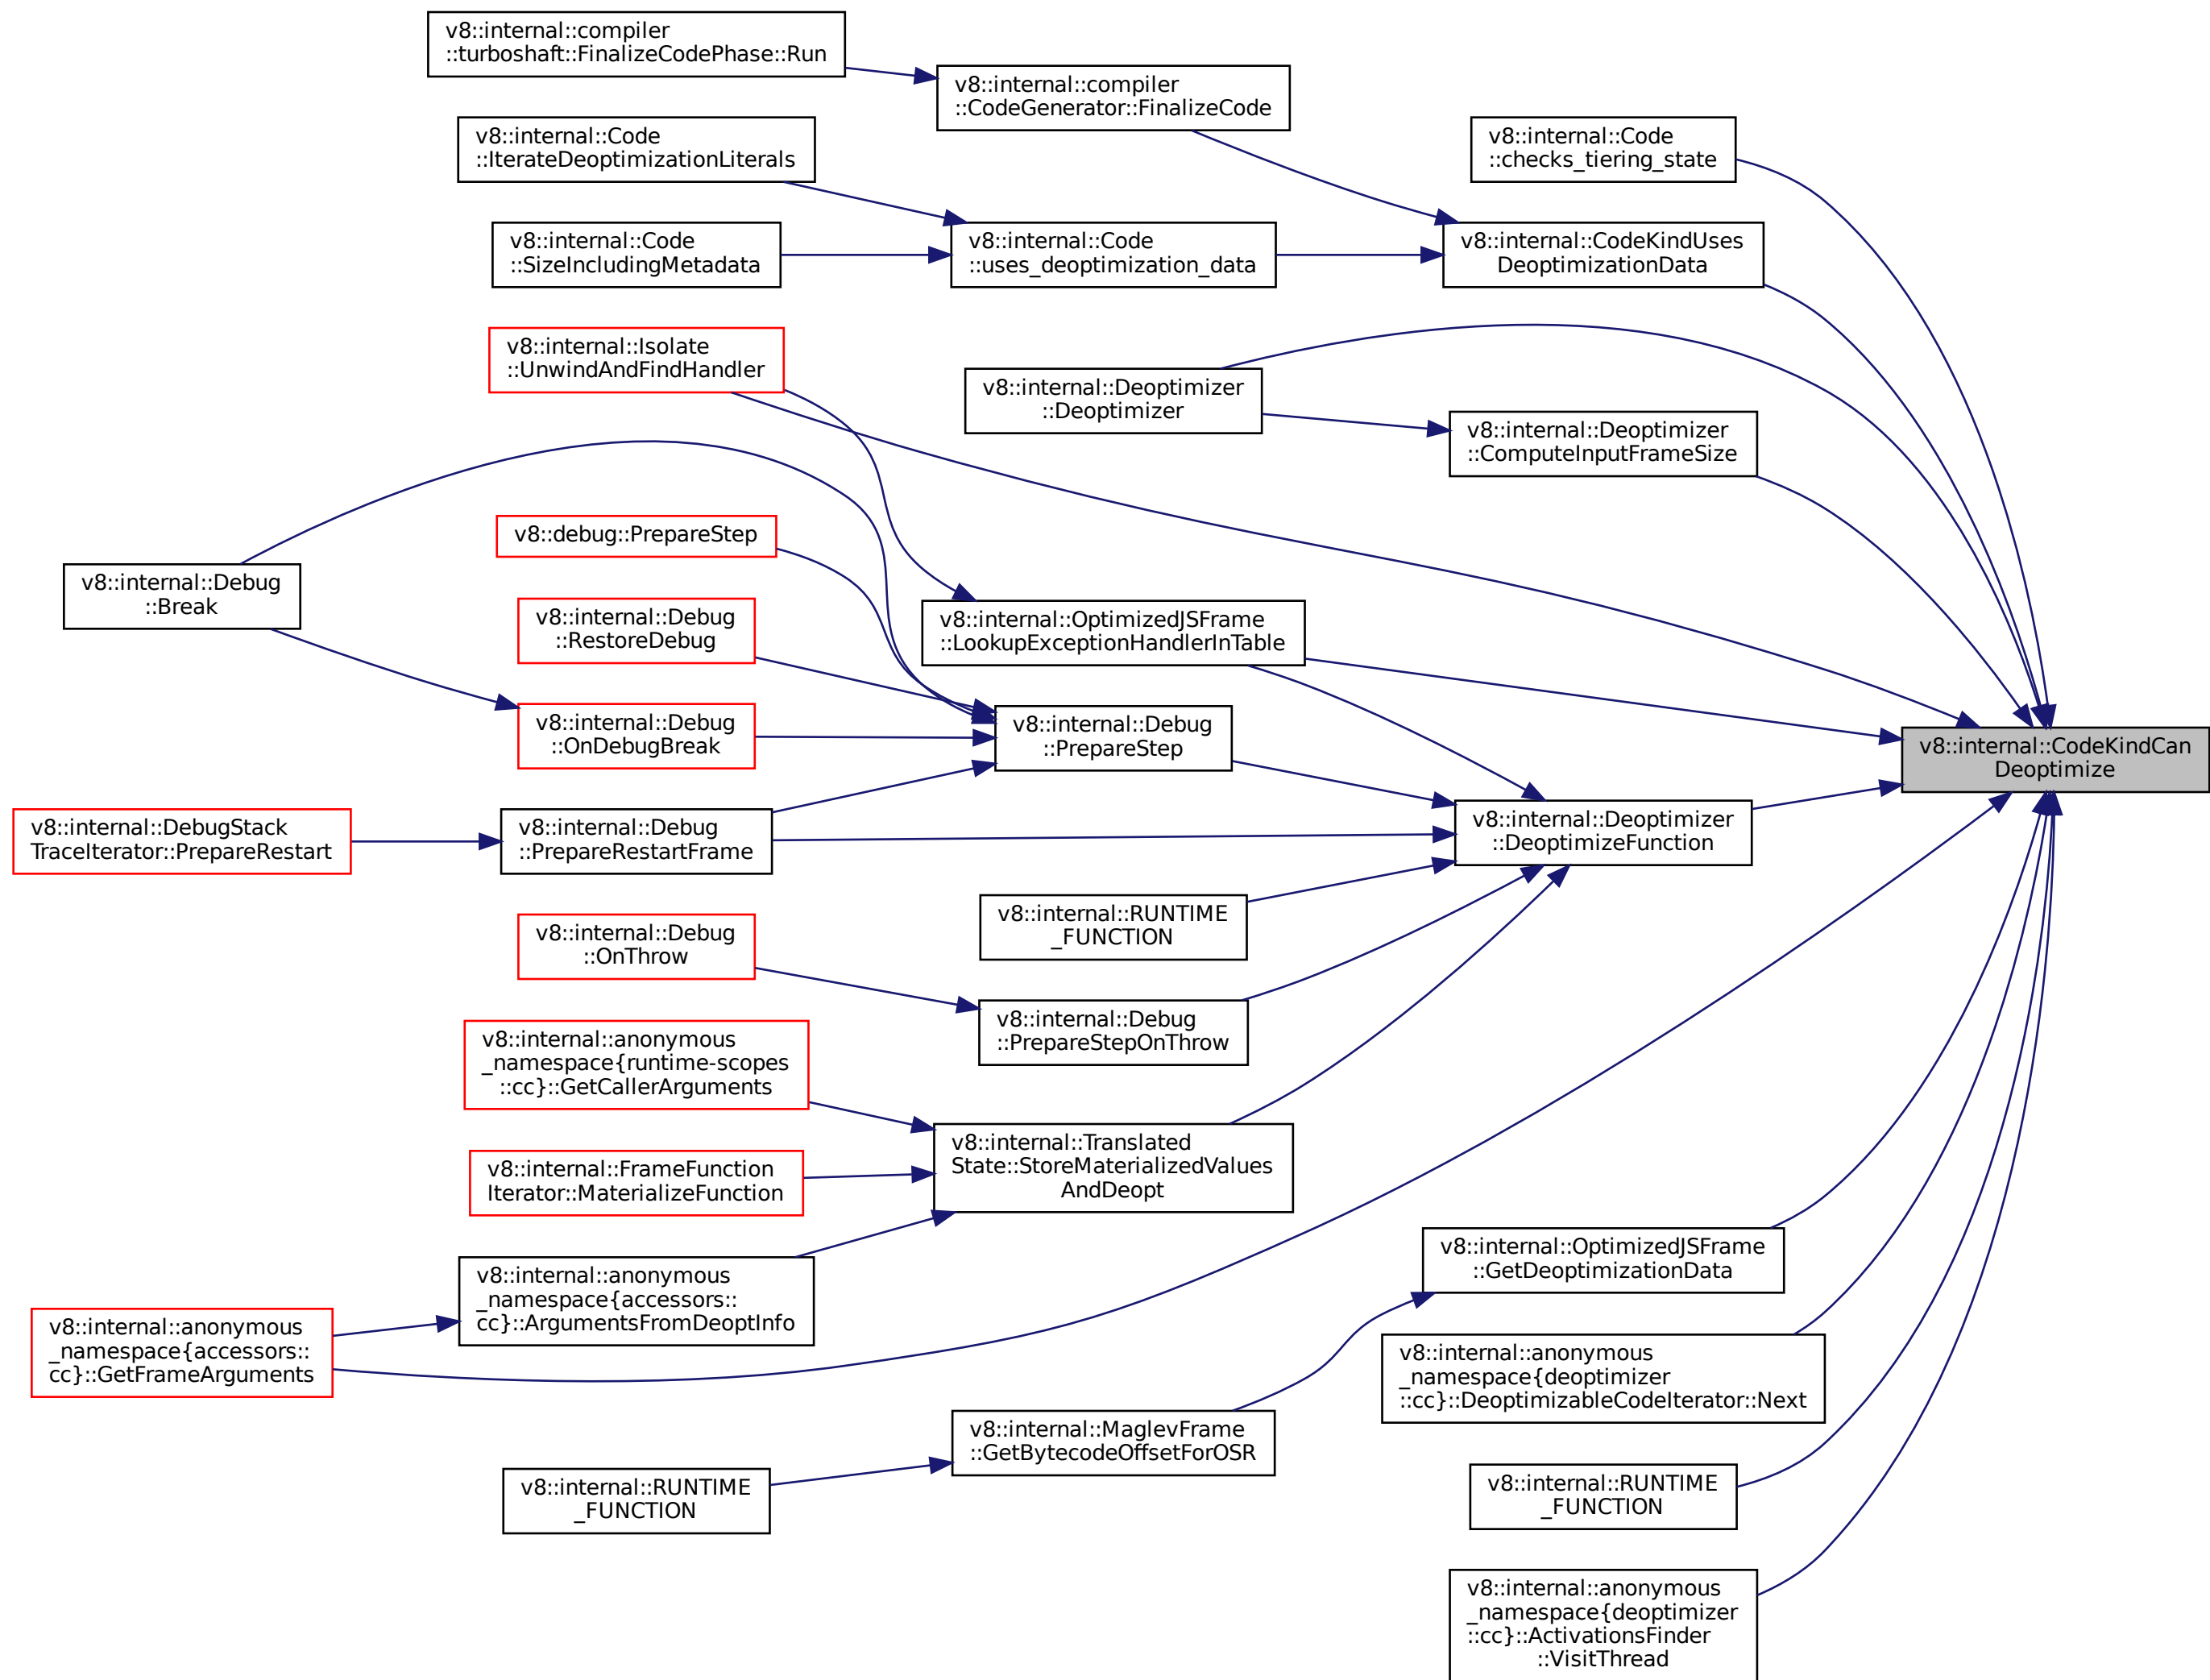 v8::internal::compiler
::turboshaft::FinalizeCodePhase::Run
v8::internal::compiler
::CodeGenerator::FinalizeCode
v8::internal::Code
::IterateDeoptimizationLiterals
v8::internal::Code
::checks_tiering_state
v8::internal::Code
::SizeIncludingMetadata
v8::internal::Code
::uses_deoptimization_data
v8::internal::CodeKindUses
DeoptimizationData
v8::internal::Isolate
::UnwindAndFindHandler
v8::internal::Deoptimizer
::Deoptimizer
v8::internal::Deoptimizer
::ComputeInputFrameSize
v8::debug::PrepareStep
v8::internal::Debug
::Break
v8::internal::Debug
::RestoreDebug
v8::internal::OptimizedJSFrame
::LookupExceptionHandlerInTable
v8::internal::Debug
::OnDebugBreak
v8::internal::Debug
::PrepareStep
v8::internal::CodeKindCan
Deoptimize
v8::internal::DebugStack
TraceIterator::PrepareRestart
v8::internal::Debug
::PrepareRestartFrame
v8::internal::Deoptimizer
::DeoptimizeFunction
v8::internal::RUNTIME
_FUNCTION
v8::internal::Debug
::OnThrow
v8::internal::Debug
::PrepareStepOnThrow
v8::internal::anonymous
_namespace{runtime-scopes
::cc}::GetCallerArguments
v8::internal::FrameFunction
Iterator::MaterializeFunction
v8::internal::Translated
State::StoreMaterializedValues
AndDeopt
v8::internal::anonymous
_namespace{accessors::
cc}::ArgumentsFromDeoptInfo
v8::internal::OptimizedJSFrame
::GetDeoptimizationData
v8::internal::anonymous
_namespace{accessors::
cc}::GetFrameArguments
v8::internal::anonymous
_namespace{deoptimizer
::cc}::DeoptimizableCodeIterator::Next
v8::internal::MaglevFrame
::GetBytecodeOffsetForOSR
v8::internal::RUNTIME
_FUNCTION
v8::internal::RUNTIME
_FUNCTION
v8::internal::anonymous
_namespace{deoptimizer
::cc}::ActivationsFinder
::VisitThread